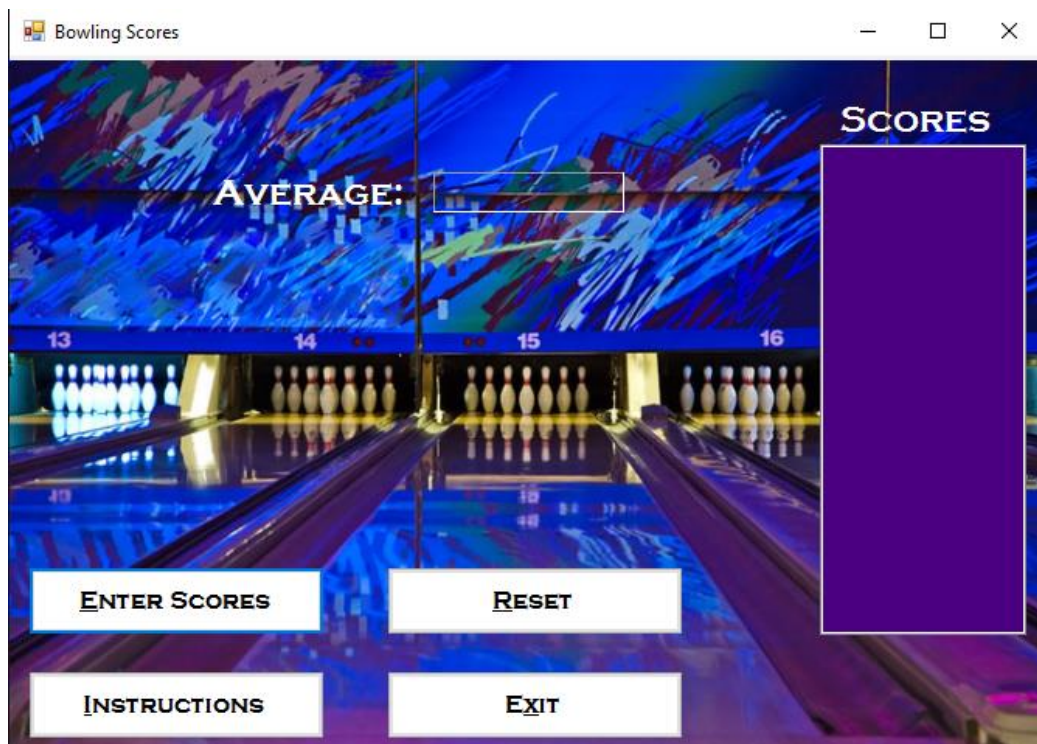 Bowling Scores
SCORES
AVERAGE:
13 14 15 16
ENTER SCORES RESET
INSTRUCTIONS EXIT